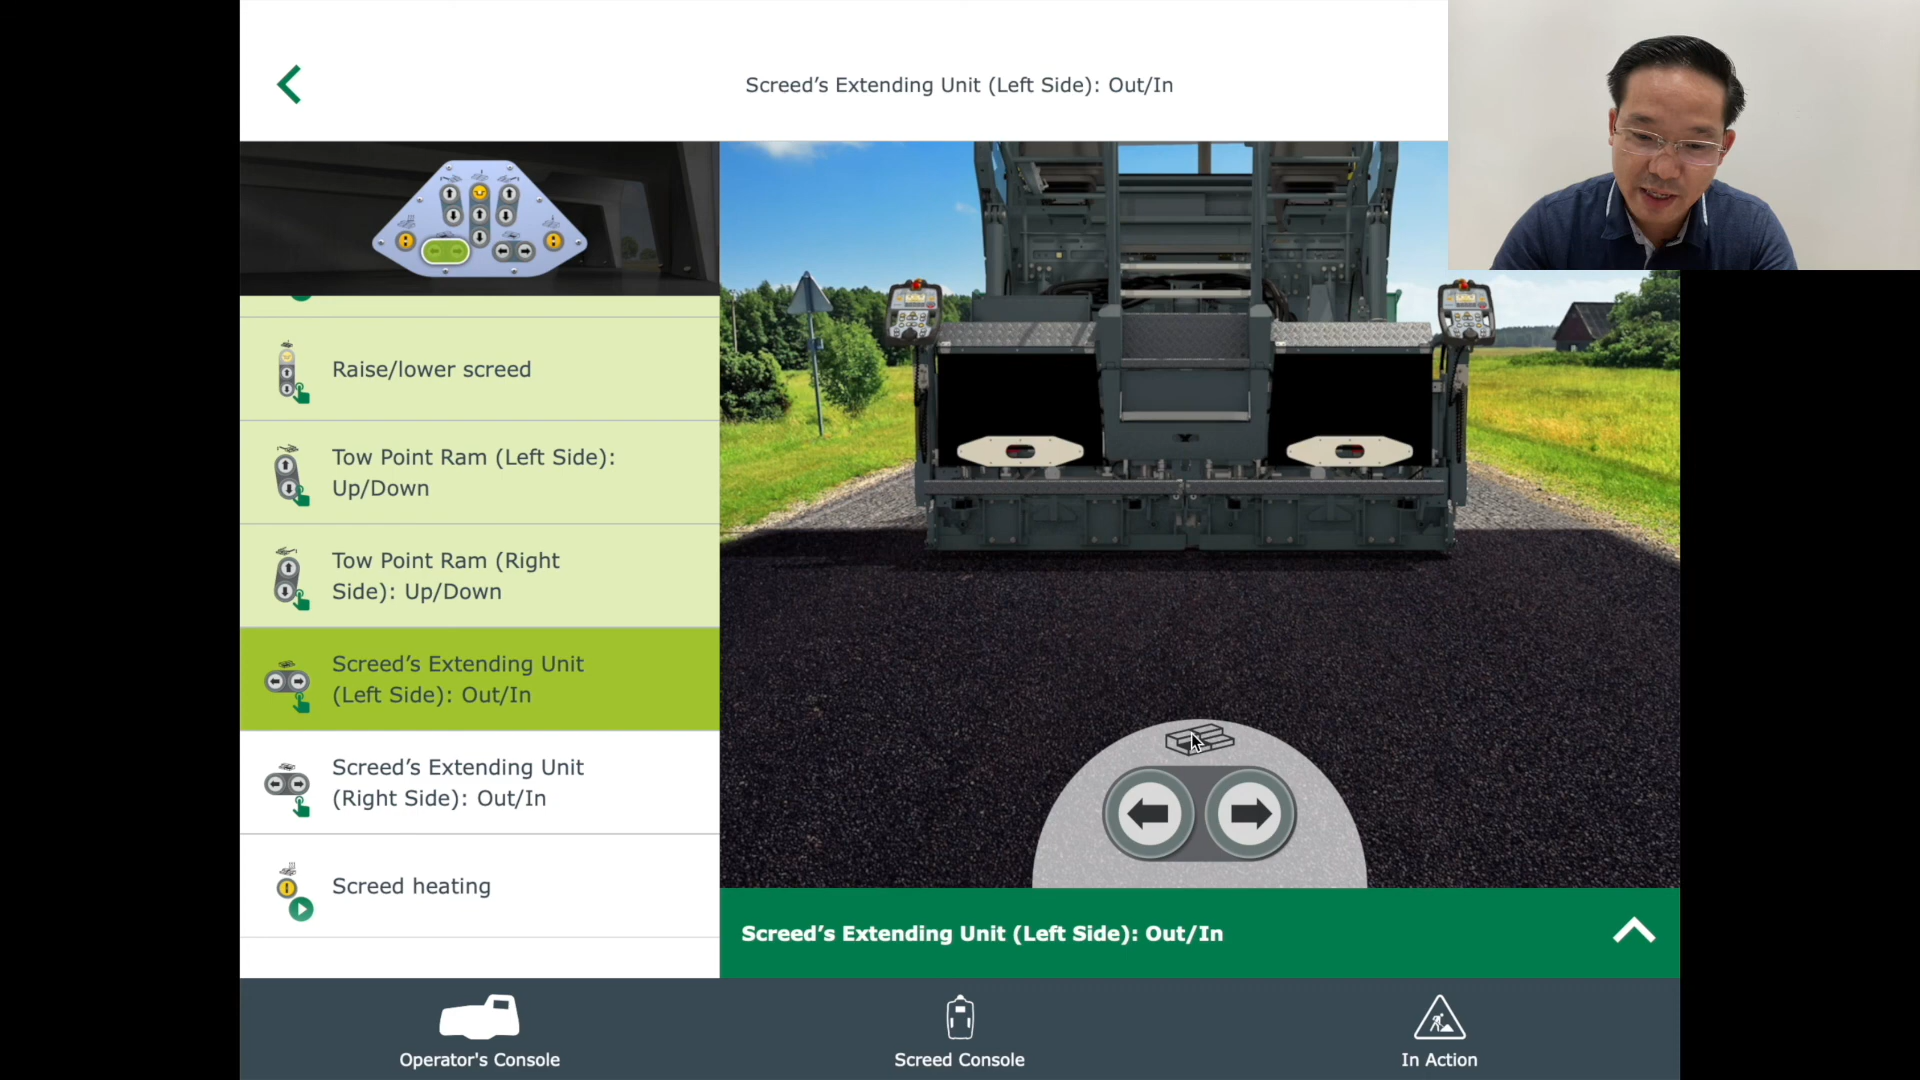 Screed’s Extending Unit (Left Side): Out/In
Raise/lower screed
Tow Point Ram (Left Side):
Up/Down
Tow Point Ram (Right
Side): Up/Down
Screed’s Extending Unit
(Left Side): Out/In
Screed’s Extending Unit
(Right Side): Out/In
Screed heating
Screed’s Extending Unit (Left Side): Out/In
Operator's Console
Screed Console
In Action